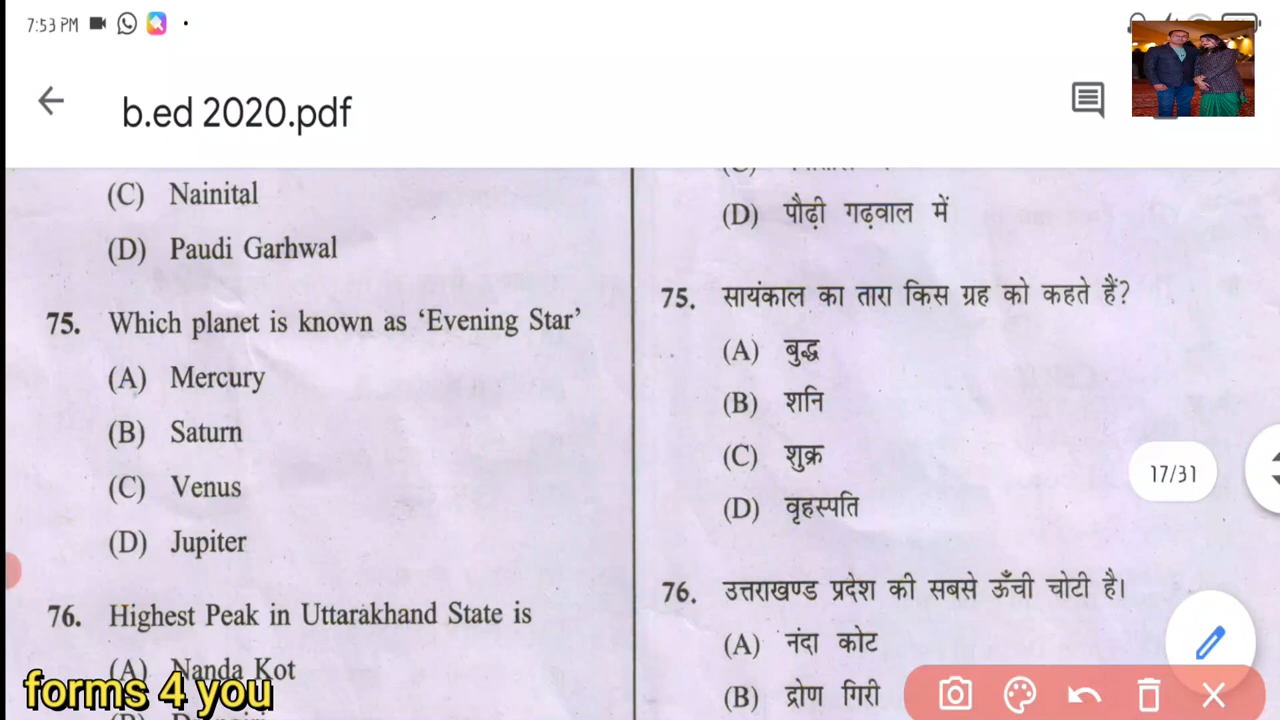 7:53 PM
b.ed 2020.pdf
(C) Nainital
(D) Paudi Garhwal
75. Which planet is known as ‘Evening Star’
(A) Mercury
(B) Saturn
(C) Venus
(D) Jupiter
76. Highest Peak in Uttarakhand State is
(A) Nanda Kot
(D) पौढ़ी गढ़वाल में
75. सायंकाल का तारा किस ग्रह को कहते हैं?
(A) बुद्ध
(B) शनि
(C) शुक्र
(D) वृहस्पति
76. उत्तराखण्ड प्रदेश की सबसे ऊँची चोटी है।
(A) नंदा कोट
(B) द्रोण गिरी
17/31
forms 4 you